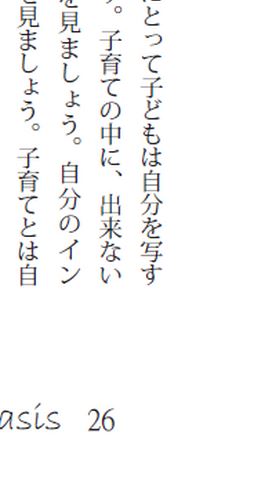 にとって子どもは自分を写す
。子育ての中に、出来ない
を見ましょう。自分のイン
を見ましょう。子育てとは自
asis 26